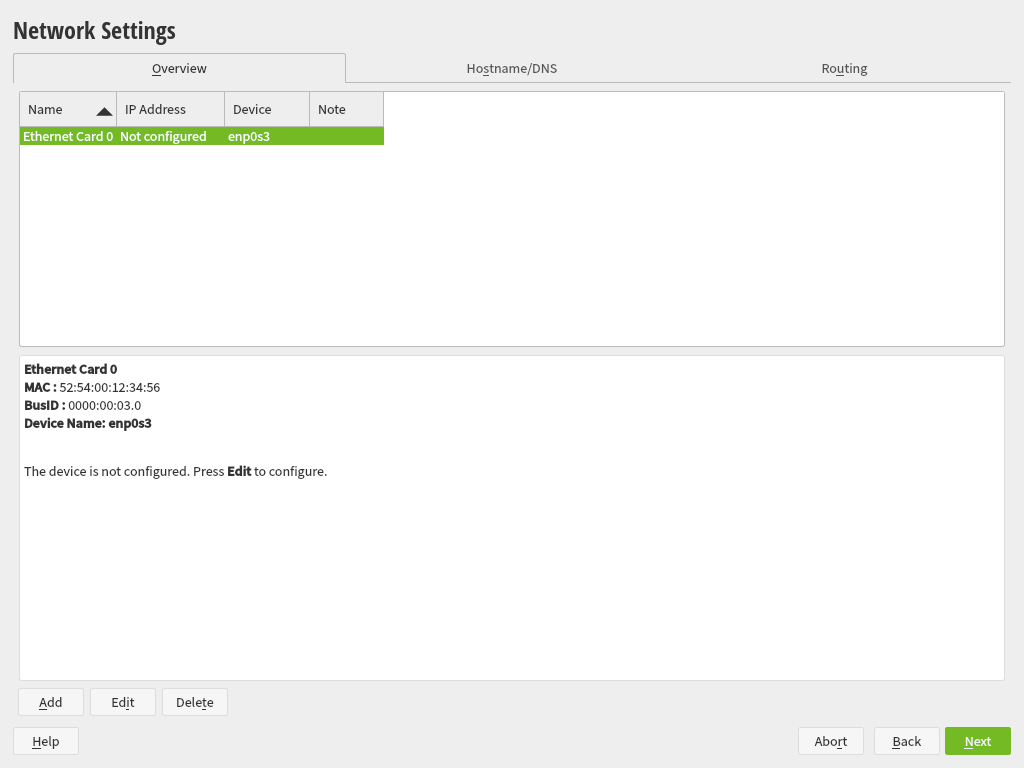 Network Settings
Overview Hostname/DNS Routing
Name IP Address Device Note
Ethernet Card 0 Not configured enp0s3
Ethernet Card 0
MAC : 52:54:00:12:34:56
BusID : 0000:00:03.0
Device Name: enp0s3
The device is not configured. Press Edit to configure.
Add Edit Delete
Help Abort Back Next